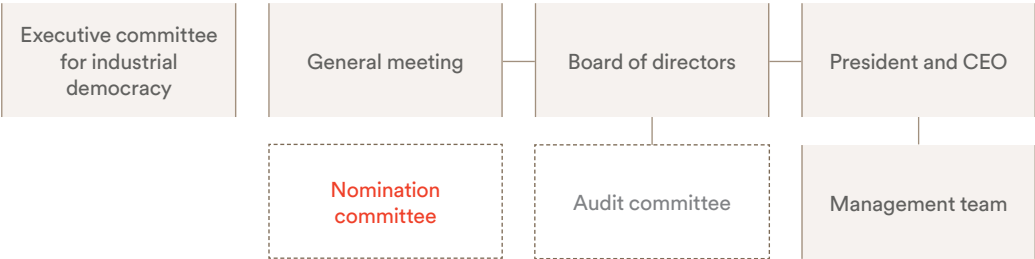 Executive committee
for industrial
democracy
General meeting
Board of directors
President and CEO
Nomination
committee
Audit committee
Management team